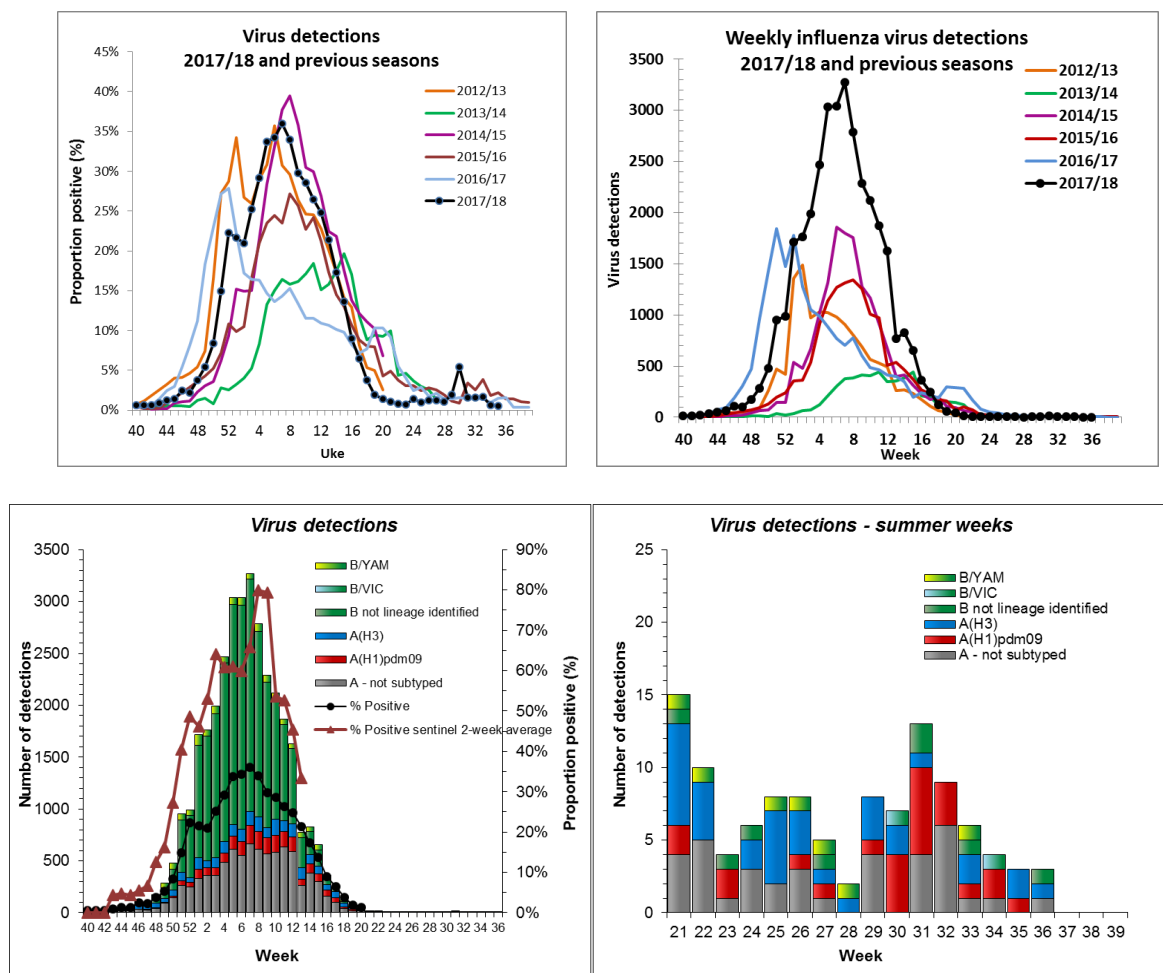 Virus detections
2017/18 and previous seasons
45%
40%
35%
30%
25%
20%
15%
10%
5%
0%
Proportion positive (%)
2012/13
2013/14
2014/15
2015/16
2016/17
2017/18
40 44 48 52 4 8 12 16 20 24 28 32 36
Uke
Weekly influenza virus detections
2017/18 and previous seasons
3500
3000
2500
2000
1500
1000
500
0
Virus detections
2012/13
2013/14
2014/15
2015/16
2016/17
2017/18
40 44 48 52 4 8 12 16 20 24 28 32 36
Week
Virus detections
3500
3000
2500
2000
1500
1000
500
0
Number of detections
B/YAM
B/VIC
B not lineage identified
A(H3)
A(H1)pdm09
A - not subtyped
% Positive
% Positive sentinel 2-week-average
90%
80%
70%
60%
50%
40%
30%
20%
10%
0%
Proportion positive (%)
40 42 44 46 48 50 52 2 4 6 8 10 12 14 16 18 20 22 24 26 28 30 32 34 36
Week
Virus detections - summer weeks
25
20
15
10
5
0
Number of detections
B/YAM
B/VIC
B not lineage identified
A(H3)
A(H1)pdm09
A - not subtyped
21 22 23 24 25 26 27 28 29 30 31 32 33 34 35 36 37 38 39
Week